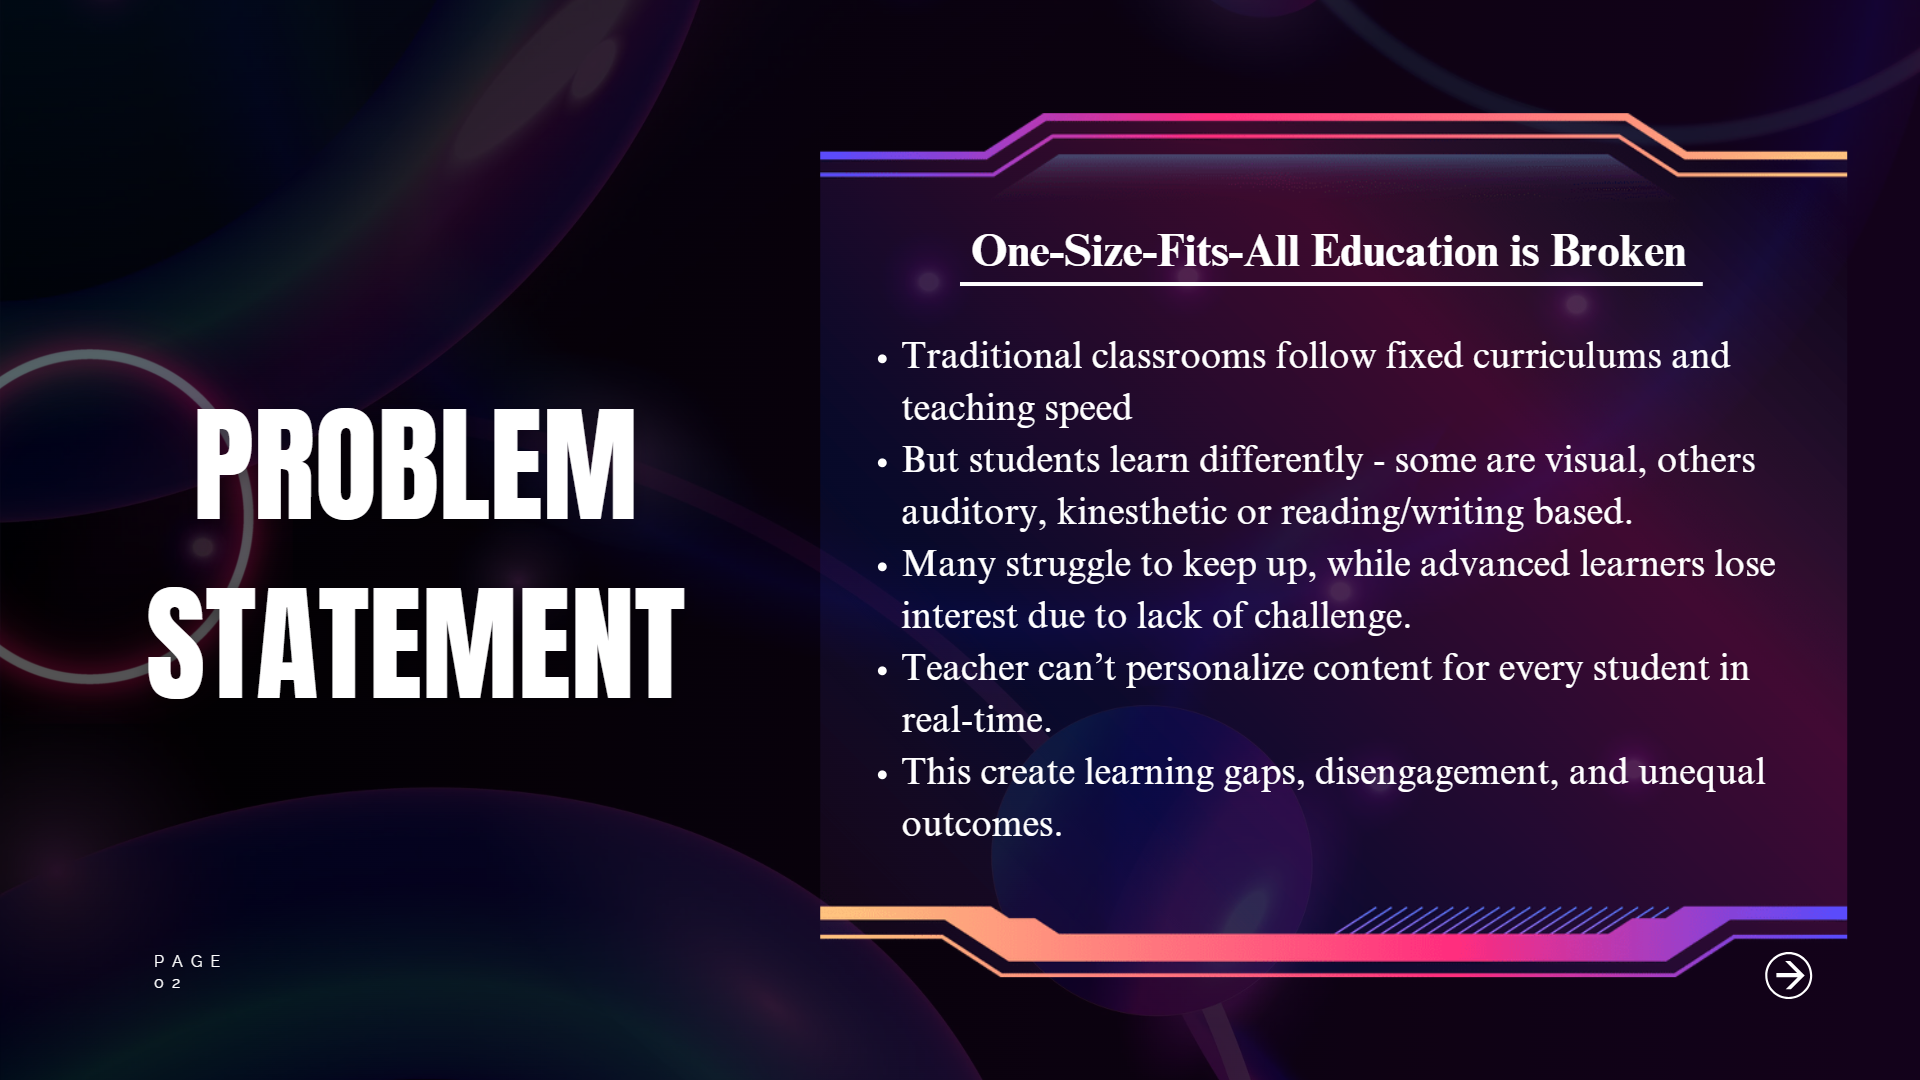 PROBLEM
STATEMENT
One-Size-Fits-All Education is Broken
• Traditional classrooms follow fixed curriculums and
teaching speed
• But students learn differently - some are visual, others
auditory, kinesthetic or reading/writing based.
• Many struggle to keep up, while advanced learners lose
interest due to lack of challenge.
• Teacher can’t personalize content for every student in
real-time.
• This create learning gaps, disengagement, and unequal
outcomes.
PAGE
02